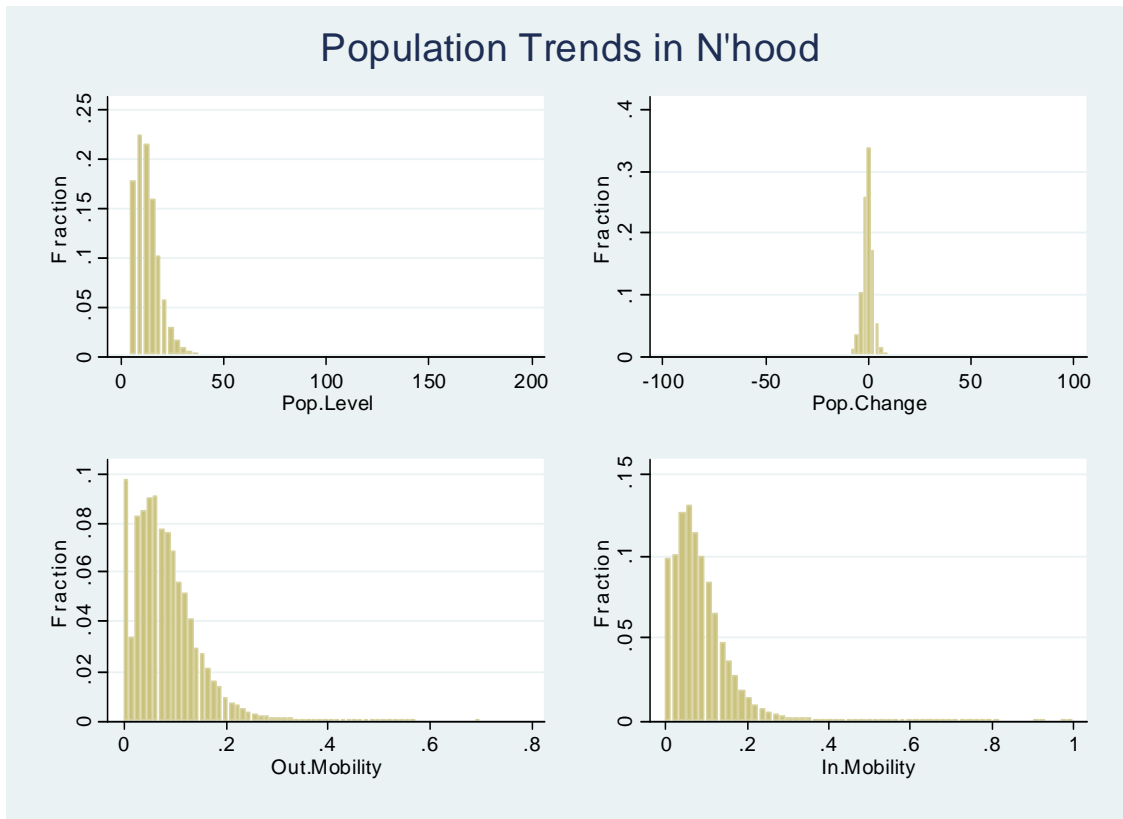 Population Trends in N'hood
Fraction
0 .05 .1 .15 .2 .25
0 50 100 150 200
Pop.Level
Fraction
0 .1 .2 .3 .4
-100 -50 0 50 100
Pop.Change
Fraction
0 .02 .04 .06 .08 .1
0 .2 .4 .6 .8
Out.Mobility
Fraction
0 .05 .1 .15
0 .2 .4 .6 .8 1
In.Mobility